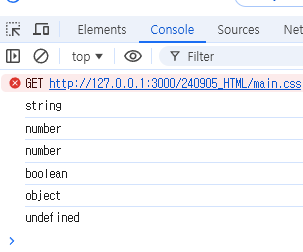 Elements Console Sources Net
top Filter
GET http://127.0.0.1:3000/240905_HTML/main.css
string
number
number
boolean
object
undefined